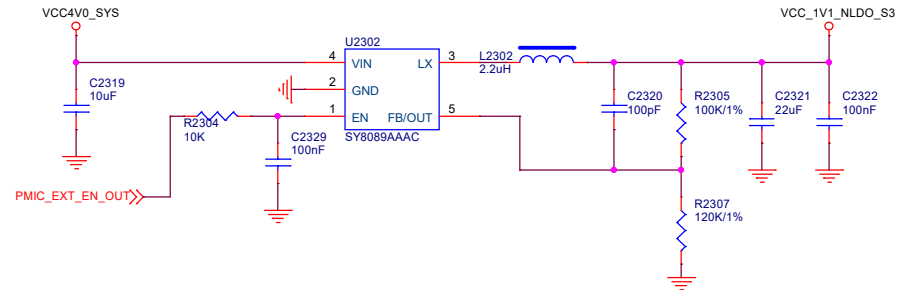 VCC4V0_SYS
VCC_1V1_NLDO_S3
U2302
4 VIN LX 3
L2302
2.2uH
2 GND
C2319
10uF
R2304
10K
1 EN FB/OUT 5
SY8089AAAC
C2329
100nF
C2320
100pF
R2305
100K/1%
C2321
22uF
C2322
100nF
PMIC_EXT_EN_OUT
R2307
120K/1%